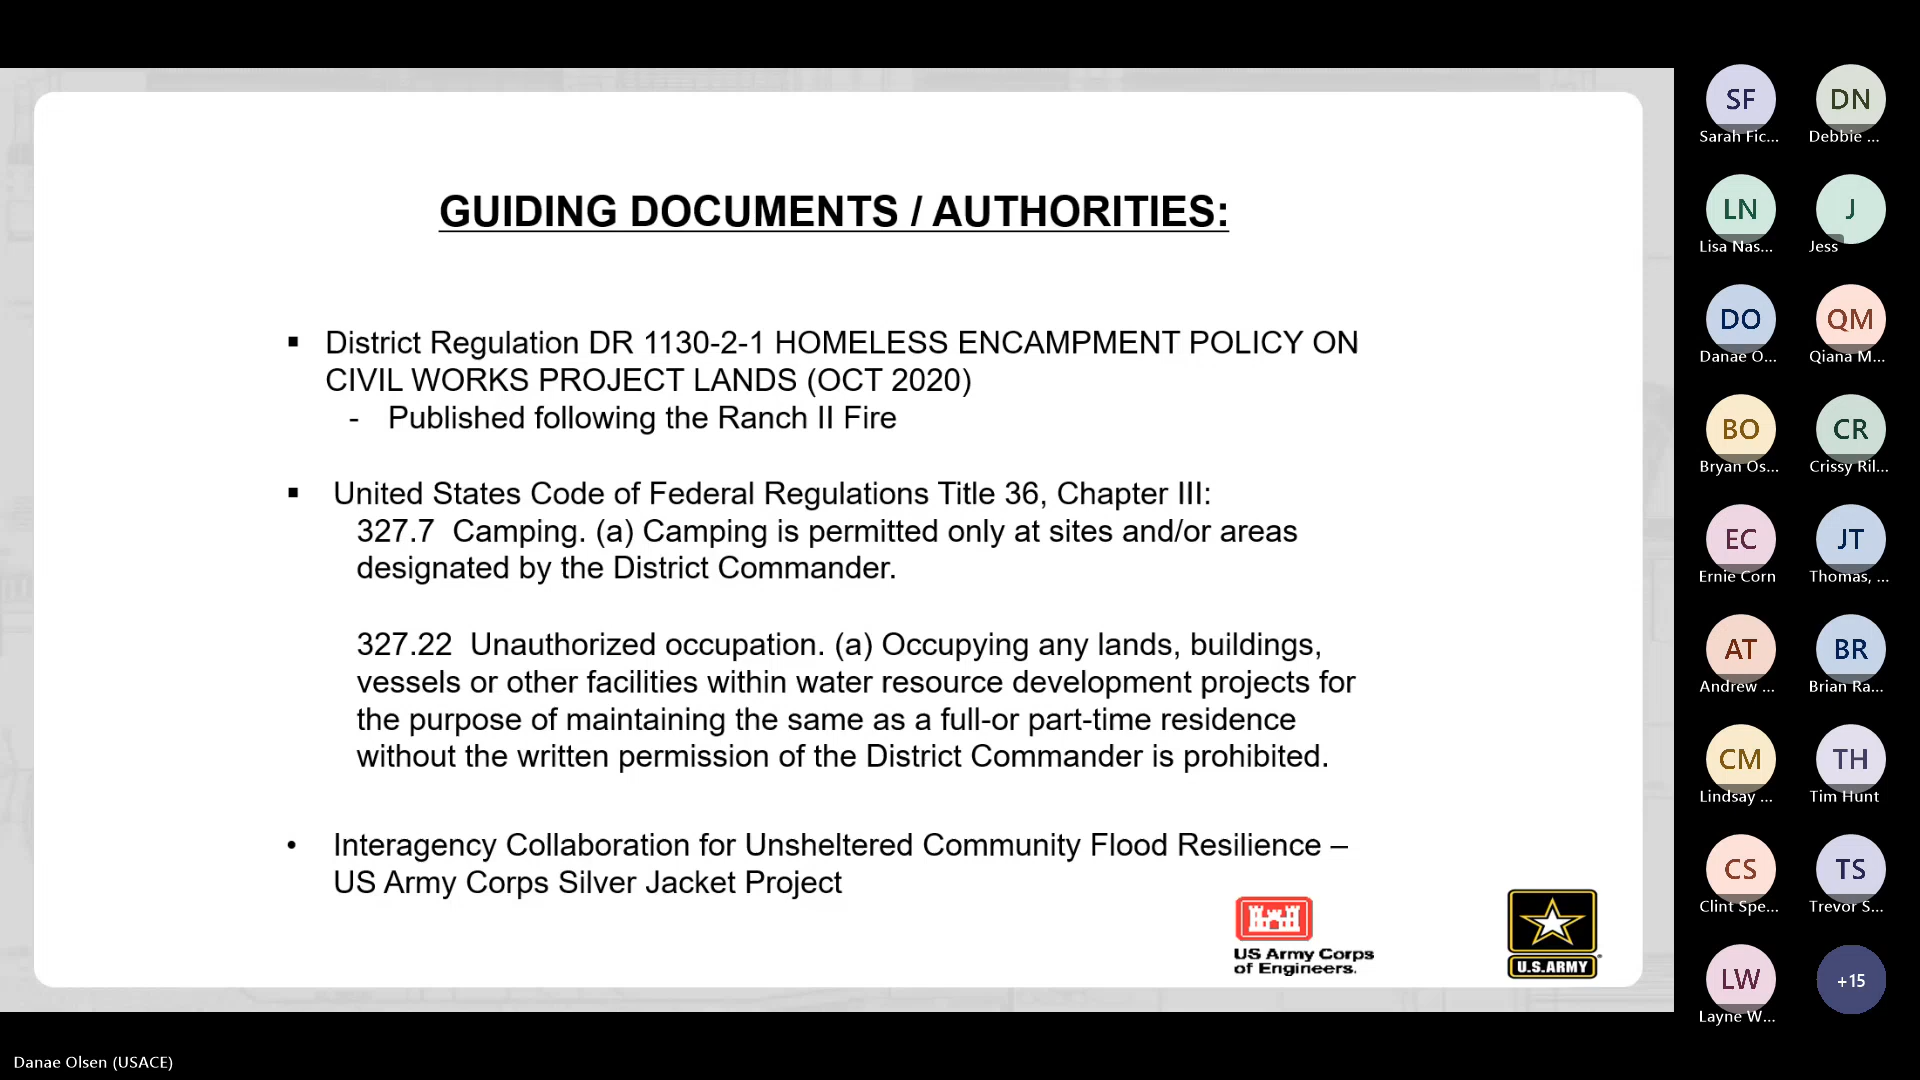 GUIDING DOCUMENTS / AUTHORITIES:
▪ District Regulation DR 1130-2-1 HOMELESS ENCAMPMENT POLICY ON
CIVIL WORKS PROJECT LANDS (OCT 2020)
- Published following the Ranch II Fire
▪ United States Code of Federal Regulations Title 36, Chapter III:
327.7 Camping. (a) Camping is permitted only at sites and/or areas
designated by the District Commander.
327.22 Unauthorized occupation. (a) Occupying any lands, buildings,
vessels or other facilities within water resource development projects for
the purpose of maintaining the same as a full-or part-time residence
without the written permission of the District Commander is prohibited.
• Interagency Collaboration for Unsheltered Community Flood Resilience –
US Army Corps Silver Jacket Project
US Army Corps
of Engineers.
U.S.ARMY
SF
Sarah Fic...
DN
Debbie ...
LN
Lisa Nas...
J
Jess
DO
Danae O...
QM
Qiana M...
BO
Bryan Os...
CR
Crissy Ril...
EC
Ernie Corn
JT
Thomas, ...
AT
Andrew ...
BR
Brian Ra...
CM
Lindsay ...
TH
Tim Hunt
CS
Clint Spe...
TS
Trevor S...
LW
Layne W...
+15
Danae Olsen (USACE)